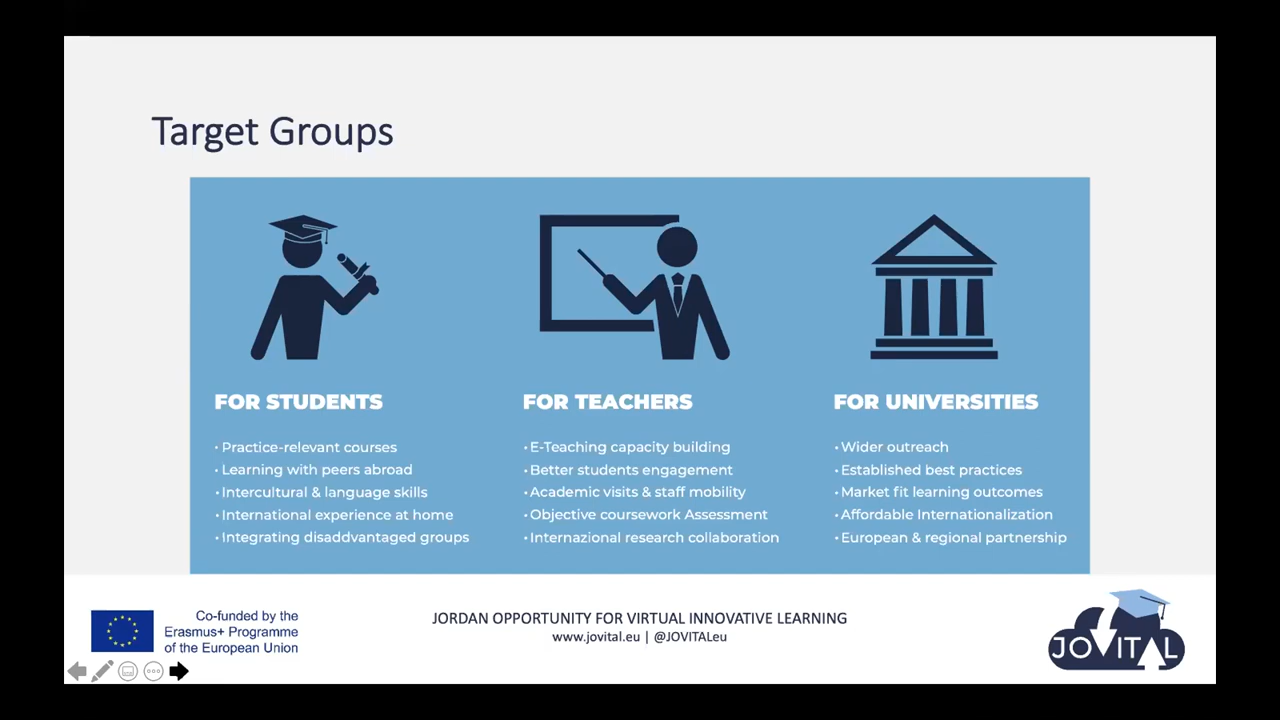 Target Groups
FOR STUDENTS
• Practice-relevant courses
• Learning with peers abroad
• Intercultural & language skills
• International experience at home
• Integrating disaddvantaged groups
FOR TEACHERS
• E-Teaching capacity building
• Better students engagement
• Academic visits & staff mobility
• Objective coursework Assessment
• Internazional research collaboration
FOR UNIVERSITIES
• Wider outreach
• Established best practices
• Market fit learning outcomes
• Affordable Internationalization
• European & regional partnership
Co-funded by the
Erasmus+ Programme
of the European Union
JORDAN OPPORTUNITY FOR VIRTUAL INNOVATIVE LEARNING
www.jovital.eu | @JOVITALeu
JOVITAL